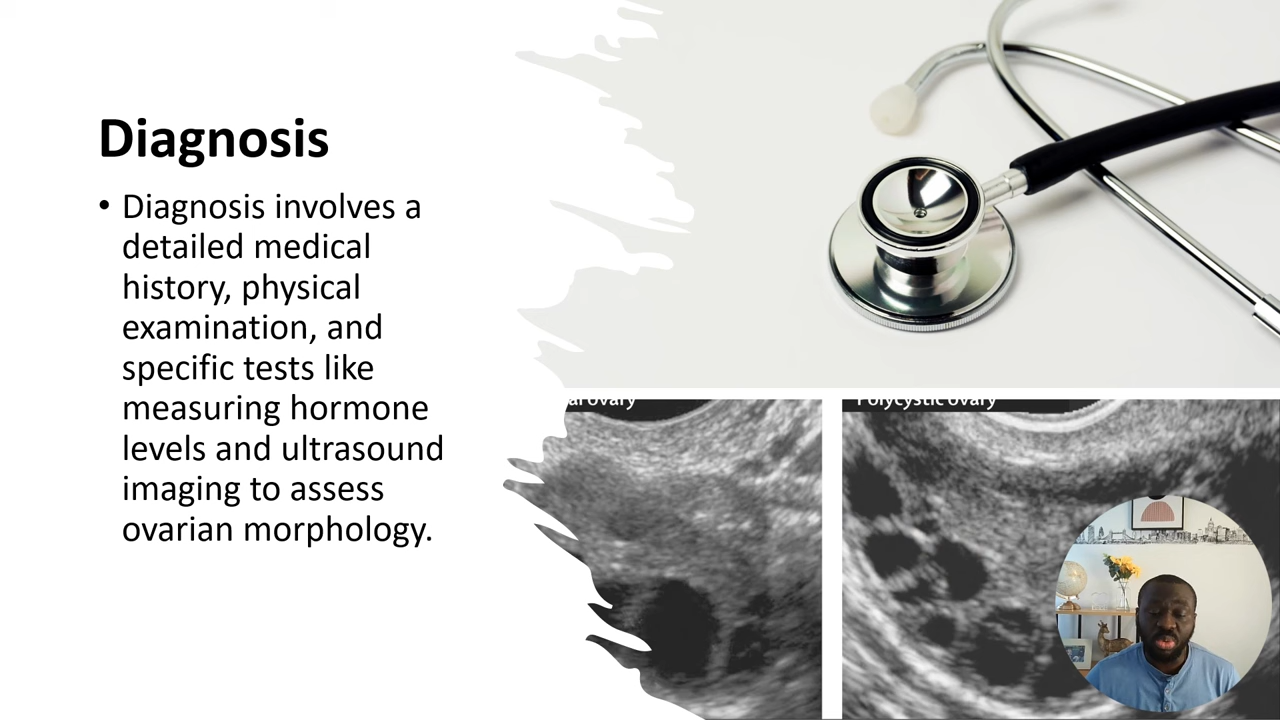 Diagnosis
• Diagnosis involves a
detailed medical
history, physical
examination, and
specific tests like
measuring hormone
levels and ultrasound
imaging to assess
ovarian morphology.
ovary
Polycystic ovary